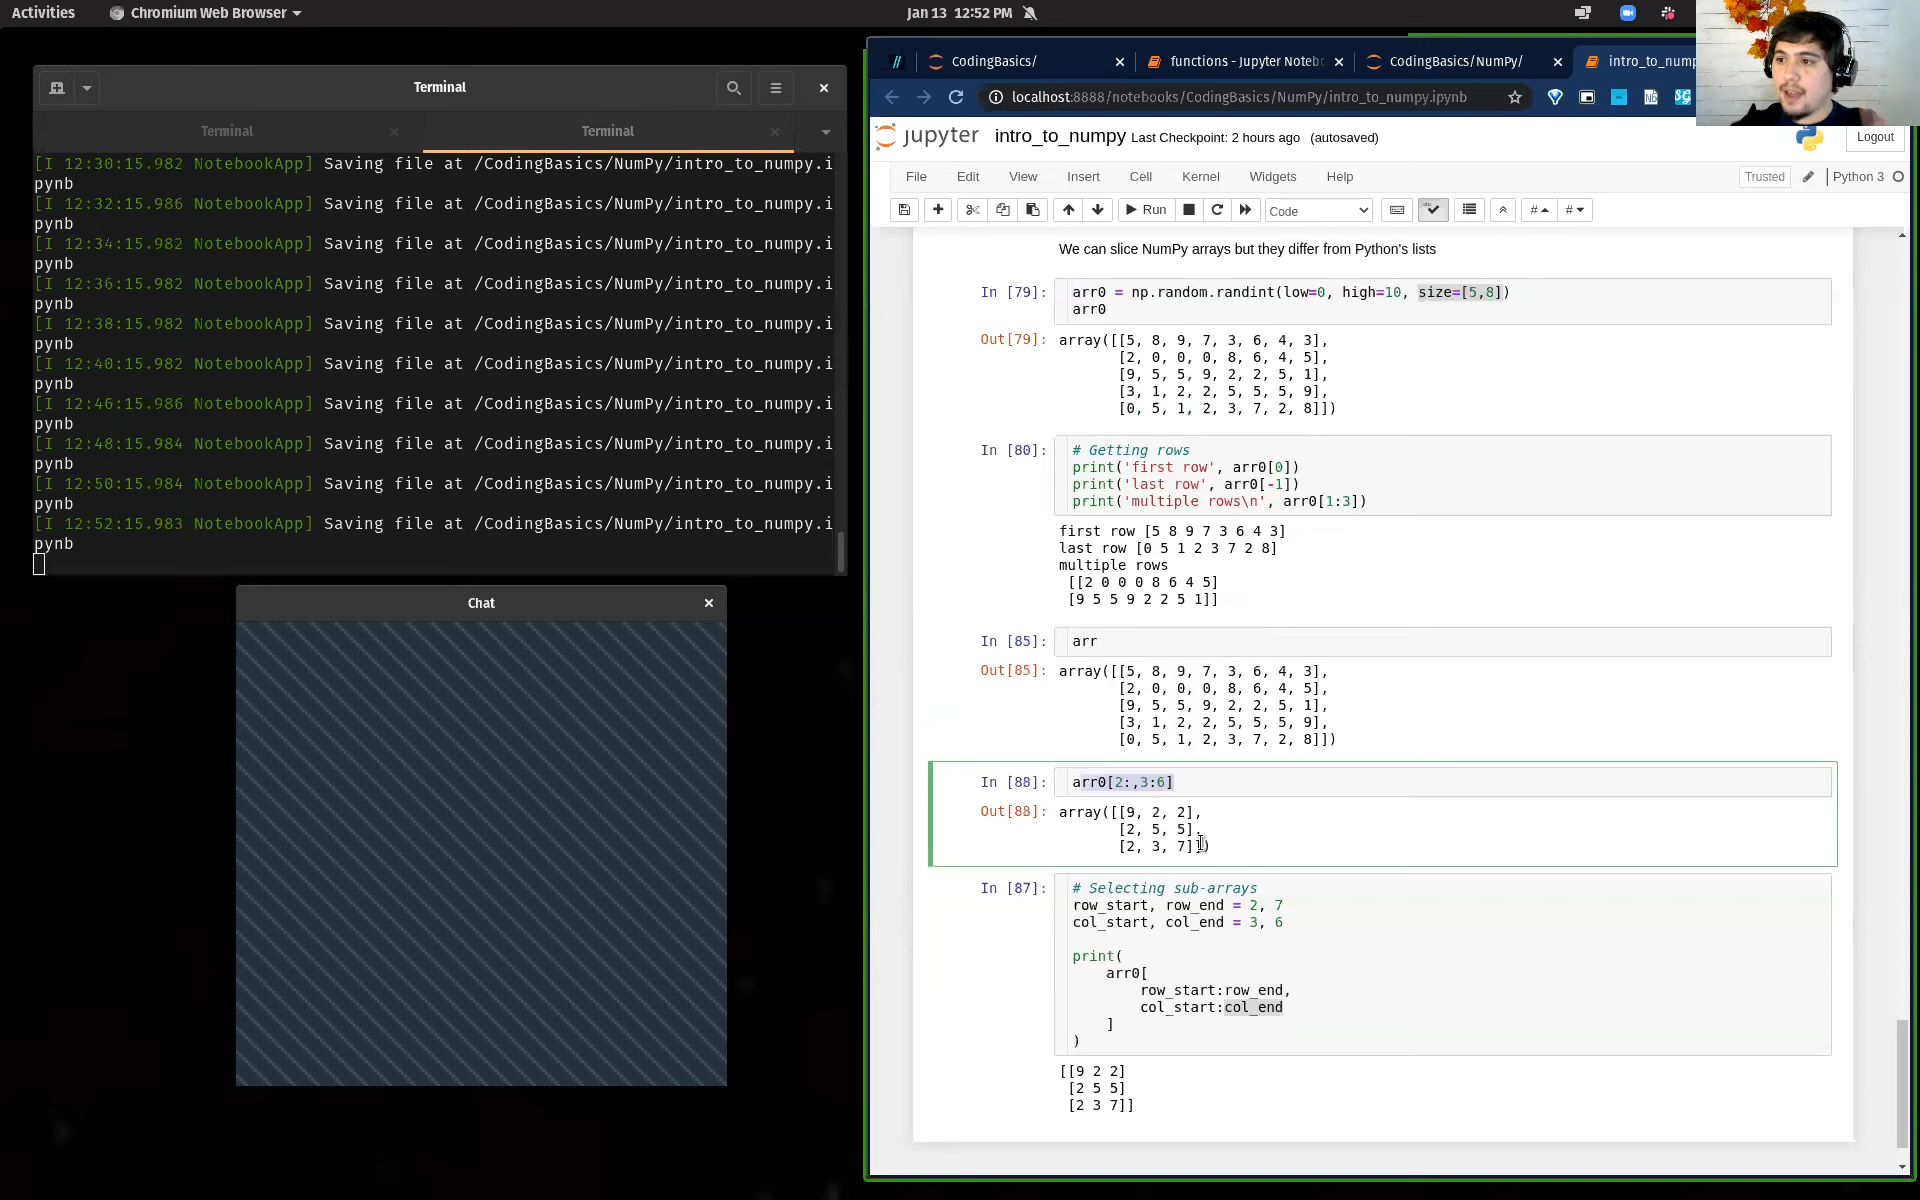 Activities
Chromium Web Browser
Jan 13 12:52 PM
Terminal
Terminal
Terminal
[I 12:30:15.982 NotebookApp] Saving file at /CodingBasics/NumPy/intro_to_numpy.i
pynb
[I 12:32:15.986 NotebookApp] Saving file at /CodingBasics/NumPy/intro_to_numpy.i
pynb
[I 12:34:15.982 NotebookApp] Saving file at /CodingBasics/NumPy/intro_to_numpy.i
pynb
[I 12:36:15.982 NotebookApp] Saving file at /CodingBasics/NumPy/intro_to_numpy.i
pynb
[I 12:38:15.982 NotebookApp] Saving file at /CodingBasics/NumPy/intro_to_numpy.i
pynb
[I 12:40:15.982 NotebookApp] Saving file at /CodingBasics/NumPy/intro_to_numpy.i
pynb
[I 12:46:15.986 NotebookApp] Saving file at /CodingBasics/NumPy/intro_to_numpy.i
pynb
[I 12:48:15.984 NotebookApp] Saving file at /CodingBasics/NumPy/intro_to_numpy.i
pynb
[I 12:50:15.984 NotebookApp] Saving file at /CodingBasics/NumPy/intro_to_numpy.i
pynb
[I 12:52:15.983 NotebookApp] Saving file at /CodingBasics/NumPy/intro_to_numpy.i
pynb
Chat
CodingBasics/
functions - Jupyter Noteb
CodingBasics/NumPy/
intro_to_nump
localhost:8888/notebooks/CodingBasics/NumPy/intro_to_numpy.ipynb
jupyter intro_to_numpy Last Checkpoint: 2 hours ago (autosaved)
Logout
File Edit View Insert Cell Kernel Widgets Help
Trusted
Python 3
Run
Code
We can slice NumPy arrays but they differ from Python's lists
In [79]: arr0 = np.random.randint(low=0, high=10, size=[5,8])
arr0
Out[79]: array([[5, 8, 9, 7, 3, 6, 4, 3],
[2, 0, 0, 0, 8, 6, 4, 5],
[9, 5, 5, 9, 2, 2, 5, 1],
[3, 1, 2, 2, 5, 5, 5, 9],
[0, 5, 1, 2, 3, 7, 2, 8]])
In [80]: # Getting rows
print('first row', arr0[0])
print('last row', arr0[-1])
print('multiple rows\n', arr0[1:3])
first row [5 8 9 7 3 6 4 3]
last row [0 5 1 2 3 7 2 8]
multiple rows
[[2 0 0 0 8 6 4 5]
[9 5 5 9 2 2 5 1]]
In [85]: arr
Out[85]: array([[5, 8, 9, 7, 3, 6, 4, 3],
[2, 0, 0, 0, 8, 6, 4, 5],
[9, 5, 5, 9, 2, 2, 5, 1],
[3, 1, 2, 2, 5, 5, 5, 9],
[0, 5, 1, 2, 3, 7, 2, 8]])
In [88]: arr0[2:,3:6]
Out[88]: array([[9, 2, 2],
[2, 5, 5],
[2, 3, 7]])
In [87]: # Selecting sub-arrays
row_start, row_end = 2, 7
col_start, col_end = 3, 6
print(
arr0[
row_start:row_end,
col_start:col_end
]
)
[[9 2 2]
[2 5 5]
[2 3 7]]